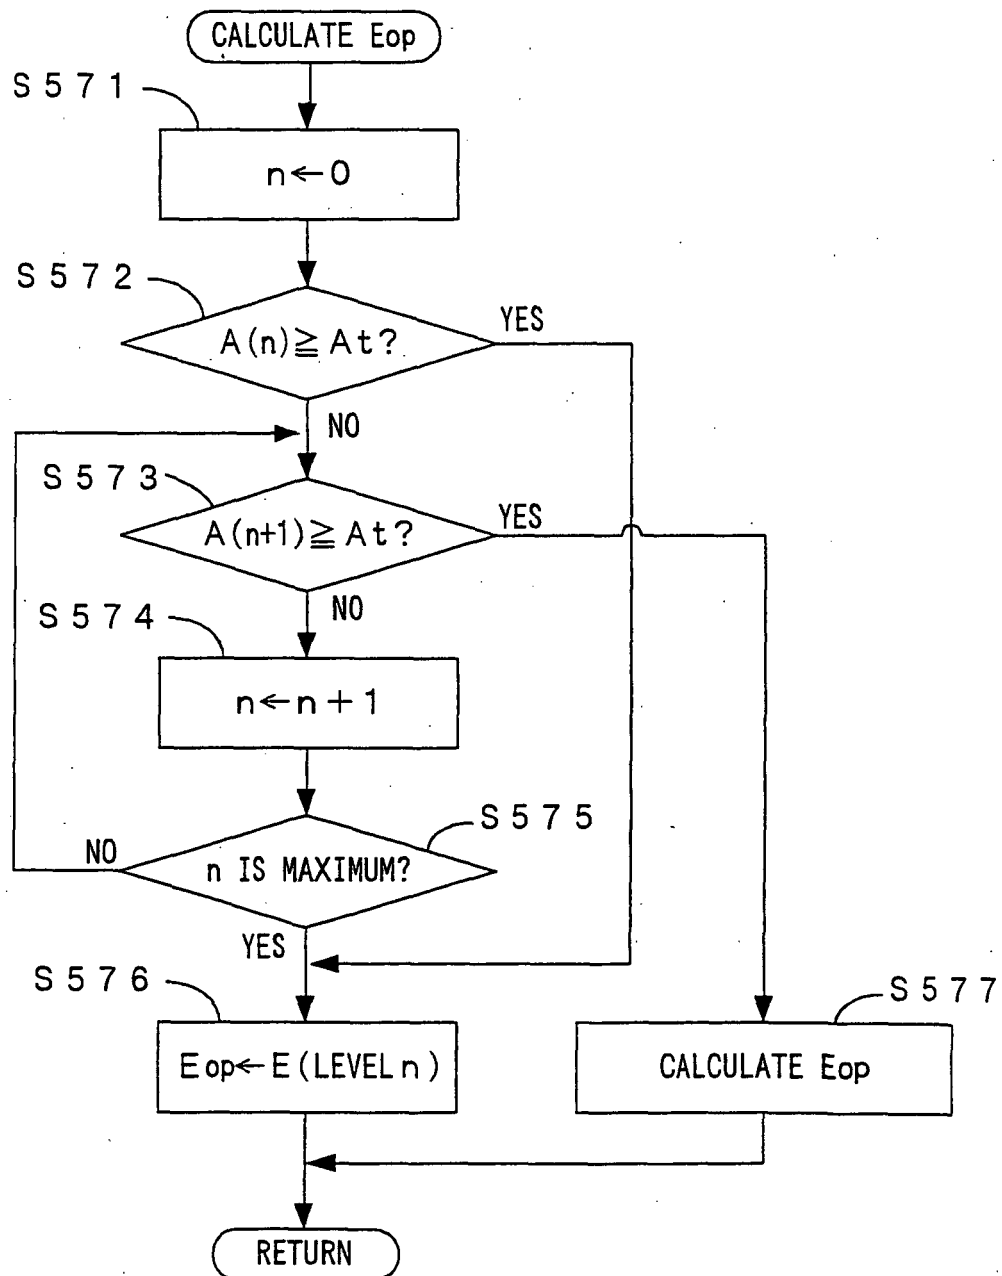 CALCULATE Eop
S571
n←0
S572
A(n)≧At?
YES
NO
S573
A(n+1)≧At?
YES
NO
S574
n←n+1
S575
n IS MAXIMUM?
NO
YES
S576
Eop←E(LEVEL n)
S577
CALCULATE Eop
RETURN